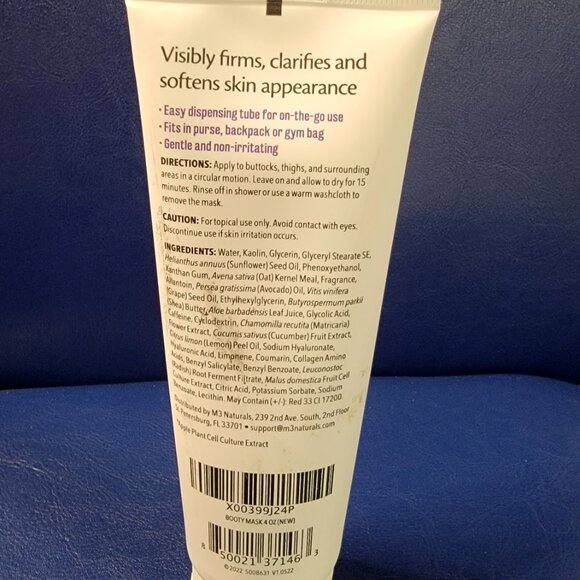 Visibly firms, clarifies and
softens skin appearance
• Easy dispensing tube for on-the-go use
• Fits in purse, backpack or gym bag
• Gentle and non-irritating
DIRECTIONS: Apply to buttocks, thighs, and surrounding
areas in a circular motion. Leave on and allow to dry for 15
minutes. Rinse off in shower or use a warm washcloth to
remove the mask.
CAUTION: For topical use only. Avoid contact with eyes.
Discontinue use if skin irritation occurs.
INGREDIENTS: Water, Kaolin, Glycerin, Glyceryl Stearate SE,
Helianthus annuus (Sunflower) Seed Oil, Phenoxyethanol,
Xanthan Gum, Avena sativa (Oat) Kernel Meal, Fragrance,
Allantoin, Persea gratissima (Avocado) Oil, Vitis vinifera
(Grape) Seed Oil, Ethylhexylglycerin, Butyrospermum parkii
(Shea) Butter, Aloe barbadensis Leaf Juice, Glycolic Acid,
Caffeine, Cyclodextrin, Chamomilla recutita (Matricaria)
Flower Extract, Cucumis sativus (Cucumber) Fruit Extract,
Citrus limon (Lemon) Peel Oil, Sodium Hyaluronate,
Hyaluronic Acid, Limonene, Coumarin, Collagen Amino
Acids, Benzyl Salicylate, Benzyl Benzoate, Leuconostoc
(Radish) Root Ferment Filtrate, Malus domestica Fruit Cell
Culture Extract, Citric Acid, Potassium Sorbate, Sodium
Benzoate, Lecithin. May Contain (+/-): Red 33 CI 17200.
Distributed by M3 Naturals, 239 2nd Ave. South, 2nd Floor
St. Petersburg, FL 33701 • support@m3naturals.com
*Apple Plant Cell Culture Extract
X00399J24P
BOOTY MASK 4 OZ (NEW)
8 50021 37146 3
©2022 5008631 V1.0522